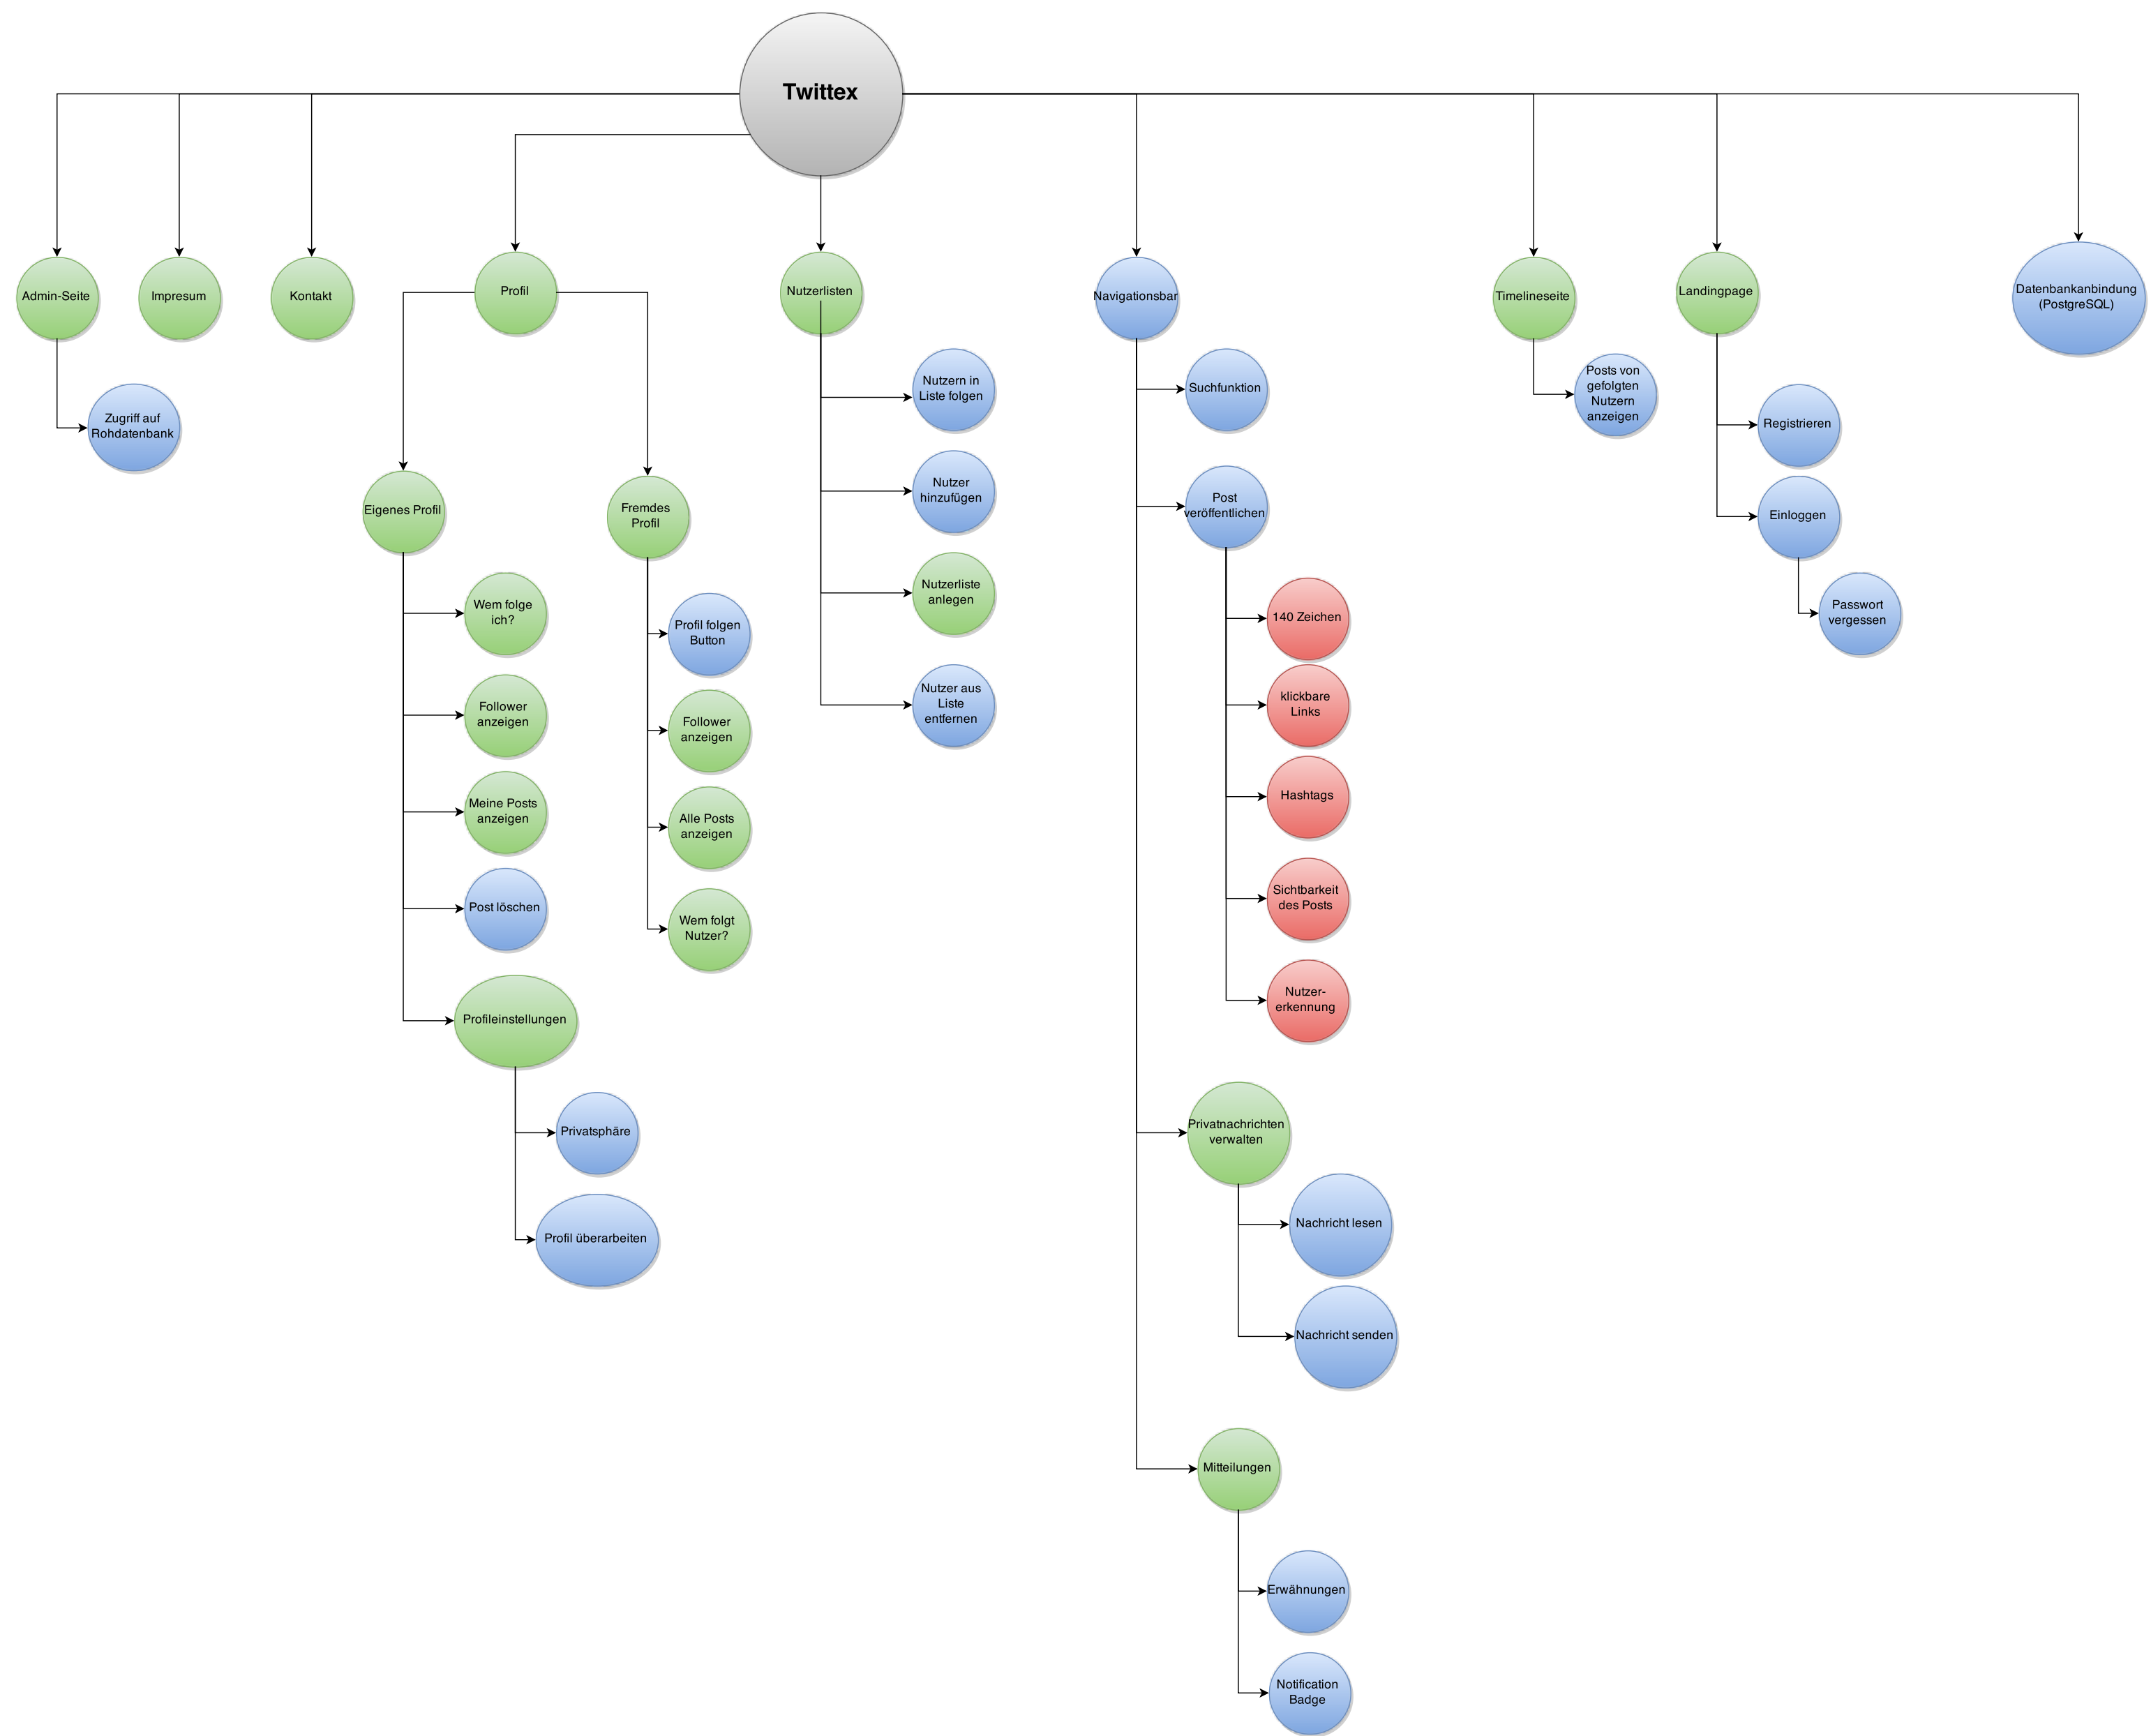 Twittex
Admin-Seite
Impresum
Kontakt
Profil
Nutzerlisten
Navigationsbar
Timelineseite
Landingpage
Datenbankanbindung
(PostgreSQL)
Zugriff auf
Rohdatenbank
Eigenes Profil
Wem folge
ich?
Follower
anzeigen
Meine Posts
anzeigen
Post löschen
Profileinstellungen
Privatsphäre
Profil überarbeiten
Fremdes
Profil
Profil folgen
Button
Follower
anzeigen
Alle Posts
anzeigen
Wem folgt
Nutzer?
Nutzern in
Liste folgen
Nutzer
hinzufügen
Nutzerliste
anlegen
Nutzer aus
Liste
entfernen
Suchfunktion
Post
veröffentlichen
140 Zeichen
klickbare
Links
Hashtags
Sichtbarkeit
des Posts
Nutzer-
erkennung
Privatnachrichten
verwalten
Nachricht lesen
Nachricht senden
Mitteilungen
Erwähnungen
Notification
Badge
Posts von
gefolgten
Nutzern
anzeigen
Registrieren
Einloggen
Passwort
vergessen